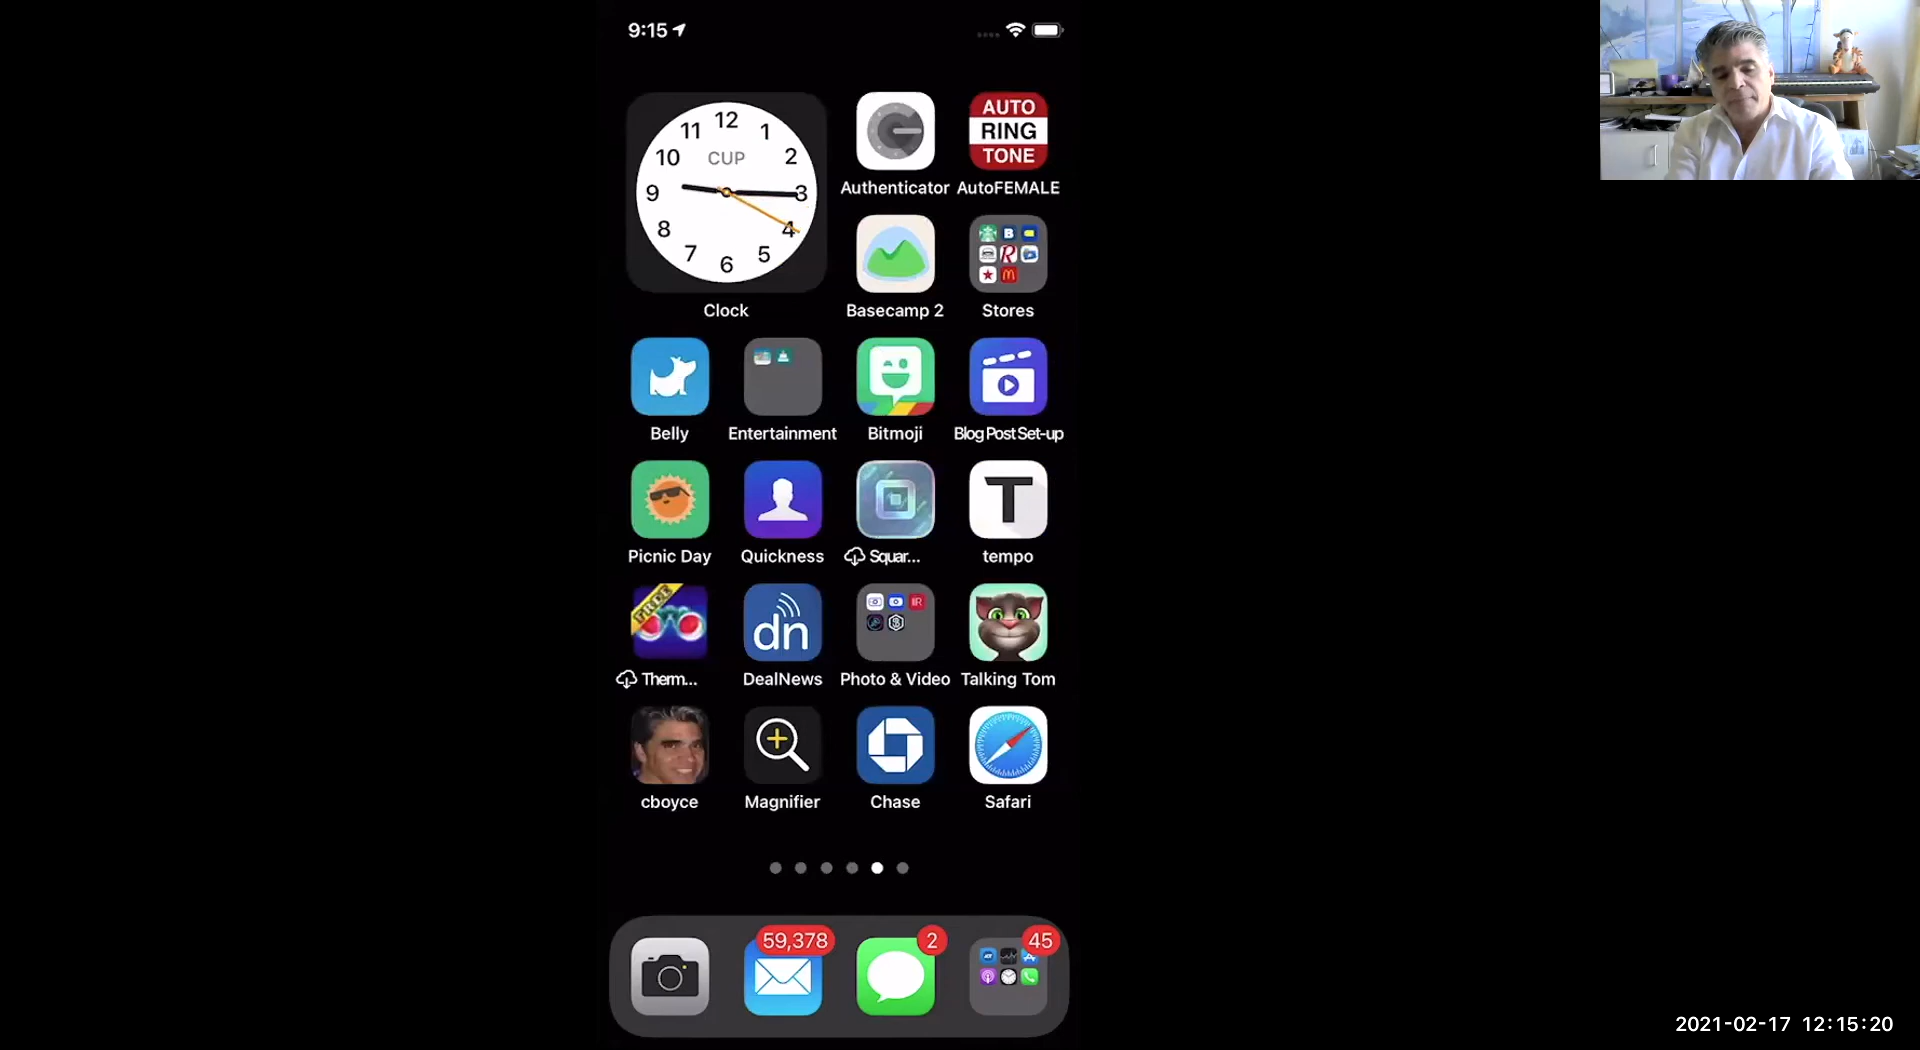 9:15
12
11 1
10 CUP 2
9 3
8 4
7 5
6
Clock
AUTO
RING
TONE
Authenticator AutoFEMALE
B R
Basecamp 2 Stores
Belly Entertainment Bitmoji Blog Post Set-up
T
Picnic Day Quickness Squar... tempo
FREE
dn
IR
Therm... DealNews Photo & Video Talking Tom
cboyce Magnifier Chase Safari
59,378 2 45
2021-02-17 12:15:20